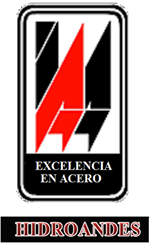 EXCELENCIA
EN ACERO
HIDROANDES